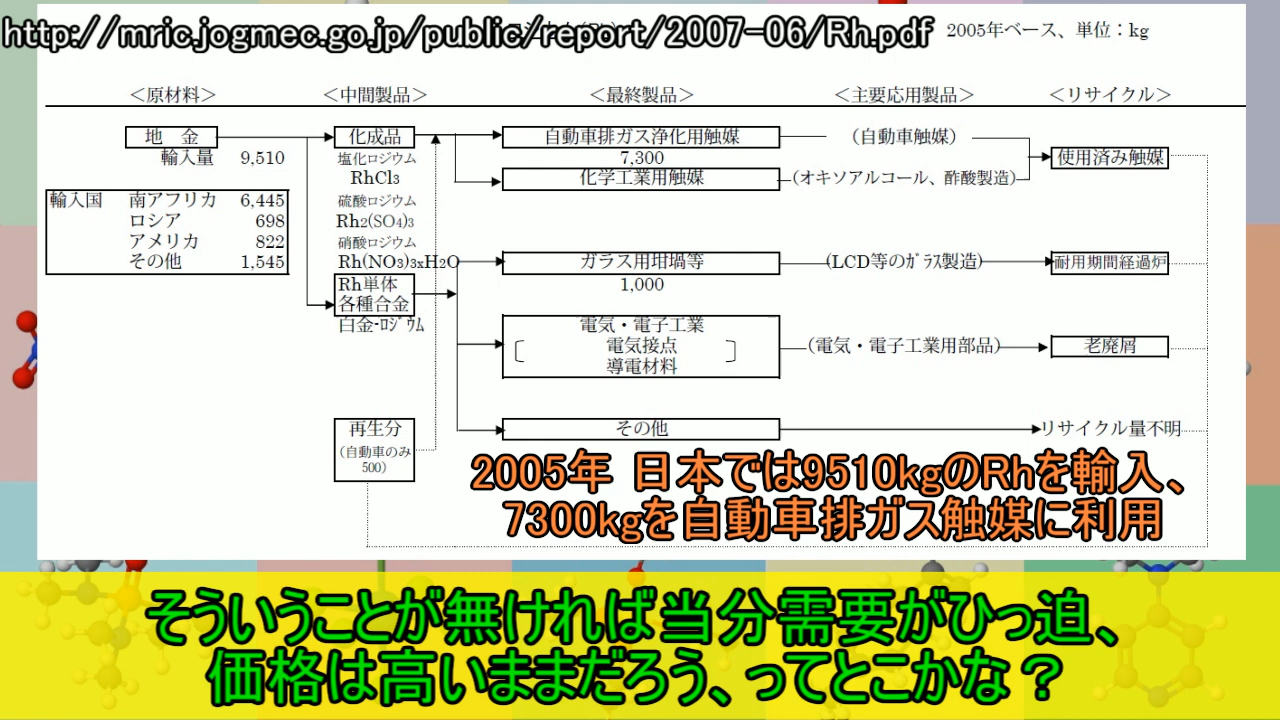 http://mric.jogmec.go.jp/public/report/2007-06/Rh.pdf
2005年ベース、単位：kg
＜原材料＞ ＜中間製品＞ ＜最終製品＞ ＜主要応用製品＞ ＜リサイクル＞
地 金
輸入量 9,510
輸入国 南アフリカ 6,445
ロシア 698
アメリカ 822
その他 1,545
化成品
塩化ロジウム
RhCl3
硫酸ロジウム
Rh2(SO4)3
硝酸ロジウム
Rh(NO3)3xH2O
Rh単体
各種合金
白金-ﾛｼﾞｳﾑ
再生分
(自動車のみ
500)
自動車排ガス浄化用触媒
7,300
化学工業用触媒
ガラス用坩堝等
1,000
電気・電子工業
電気接点
導電材料
その他
(自動車触媒)
(オキソアルコール、酢酸製造)
(LCD等のｶﾞﾗｽ製造)
(電気・電子工業用部品)
使用済み触媒
耐用期間経過炉
老廃屑
リサイクル量不明
2005年 日本では9510kgのRhを輸入、
7300kgを自動車排ガス触媒に利用
そういうことが無ければ当分需要がひっ迫、
価格は高いままだろう、ってとこかな？